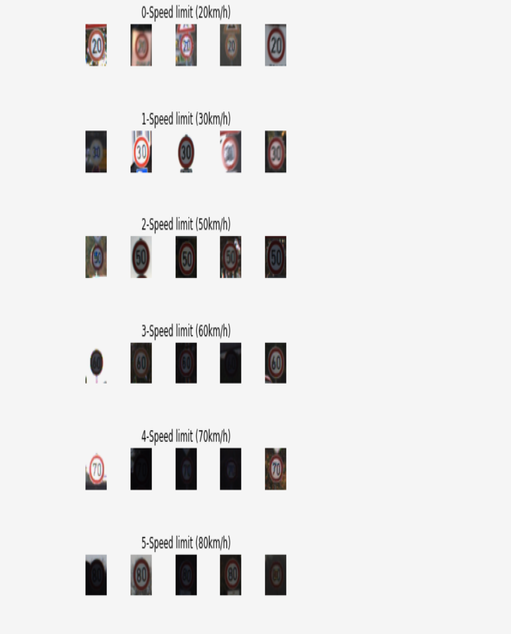 0-Speed limit (20km/h)
20 20 20 20 20
1-Speed limit (30km/h)
30 30 30
2-Speed limit (50km/h)
50 50 50 50
3-Speed limit (60km/h)
60 60
4-Speed limit (70km/h)
70 70
5-Speed limit (80km/h)
80 80